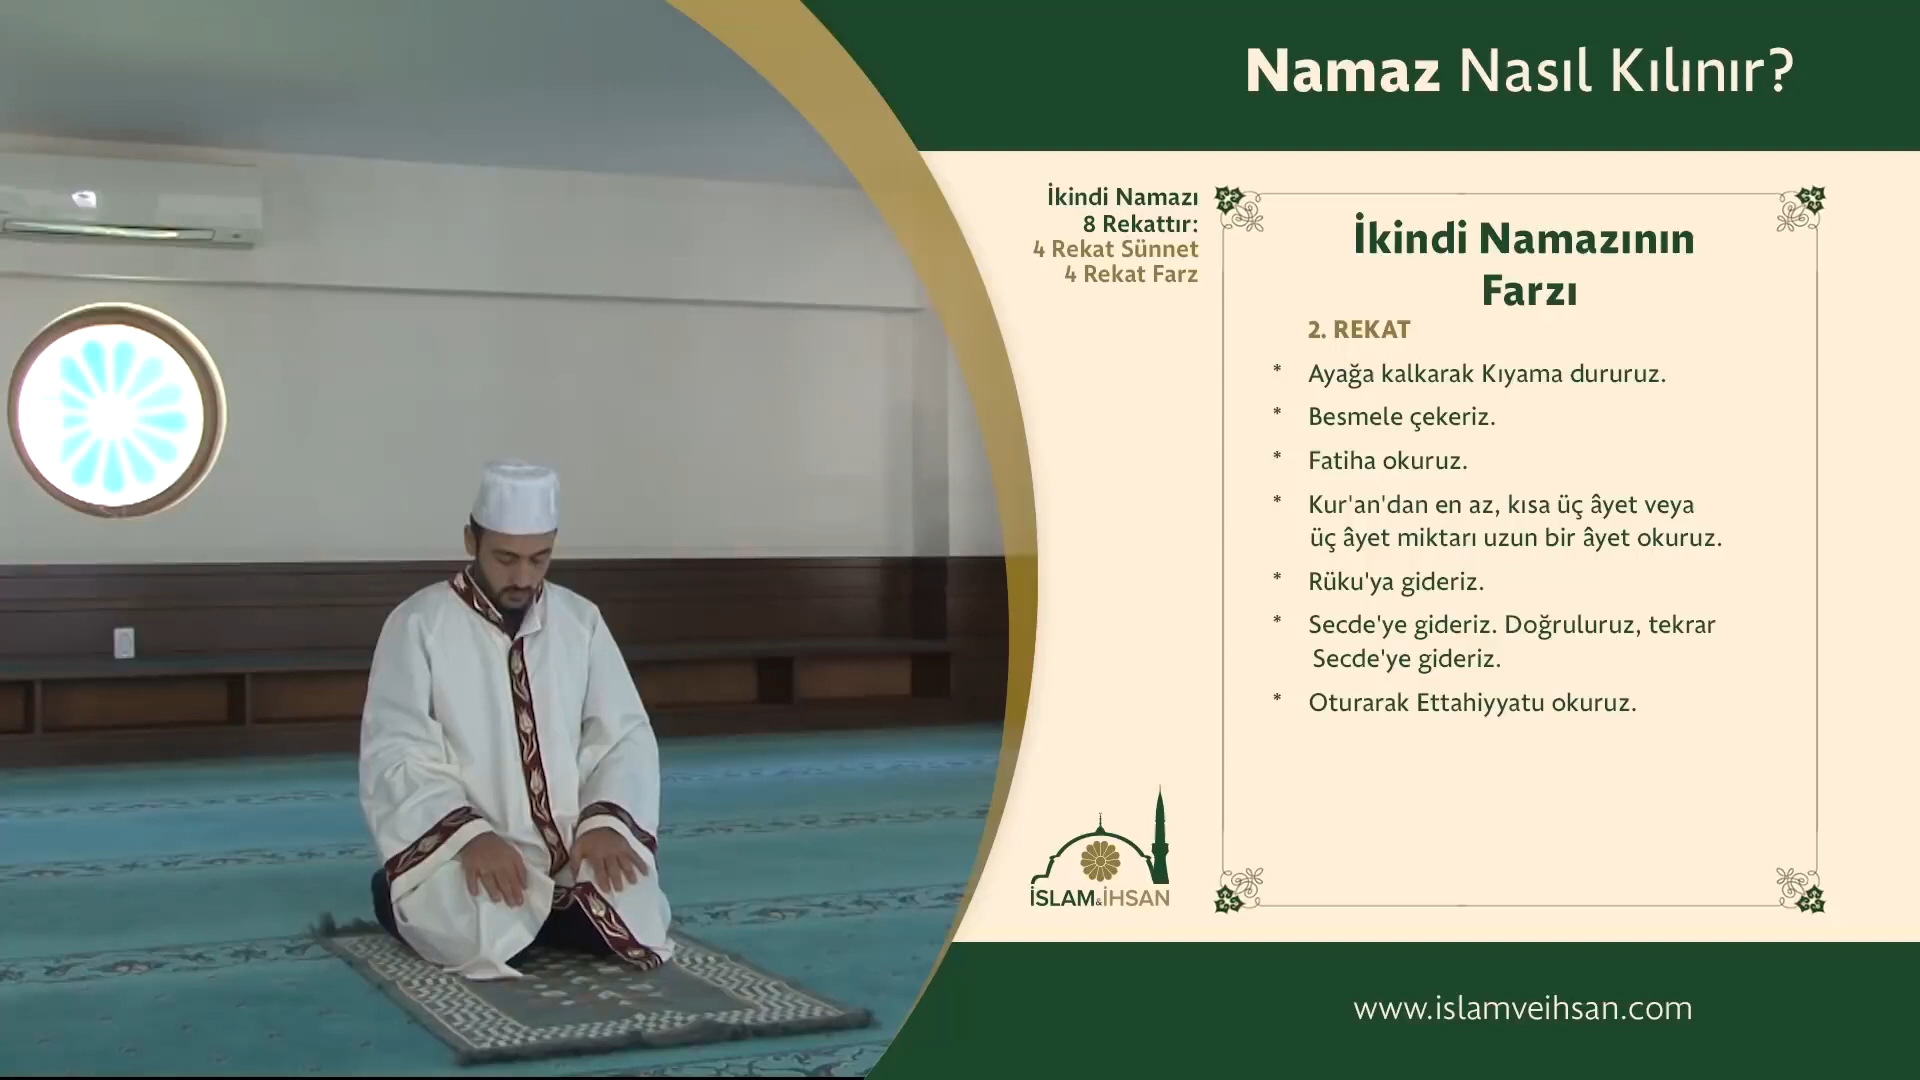 Namaz Nasıl Kılınır?
İkindi Namazı
8 Rekattır:
4 Rekat Sünnet
4 Rekat Farz
İkindi Namazının
Farzı
2. REKAT
* Ayağa kalkarak Kıyama dururuz.
* Besmele çekeriz.
* Fatiha okuruz.
* Kur'an'dan en az, kısa üç âyet veya
üç âyet miktarı uzun bir âyet okuruz.
* Rüku'ya gideriz.
* Secde'ye gideriz. Doğruluruz, tekrar
Secde'ye gideriz.
* Oturarak Ettahiyyatu okuruz.
İSLAM&İHSAN
www.islamveihsan.com